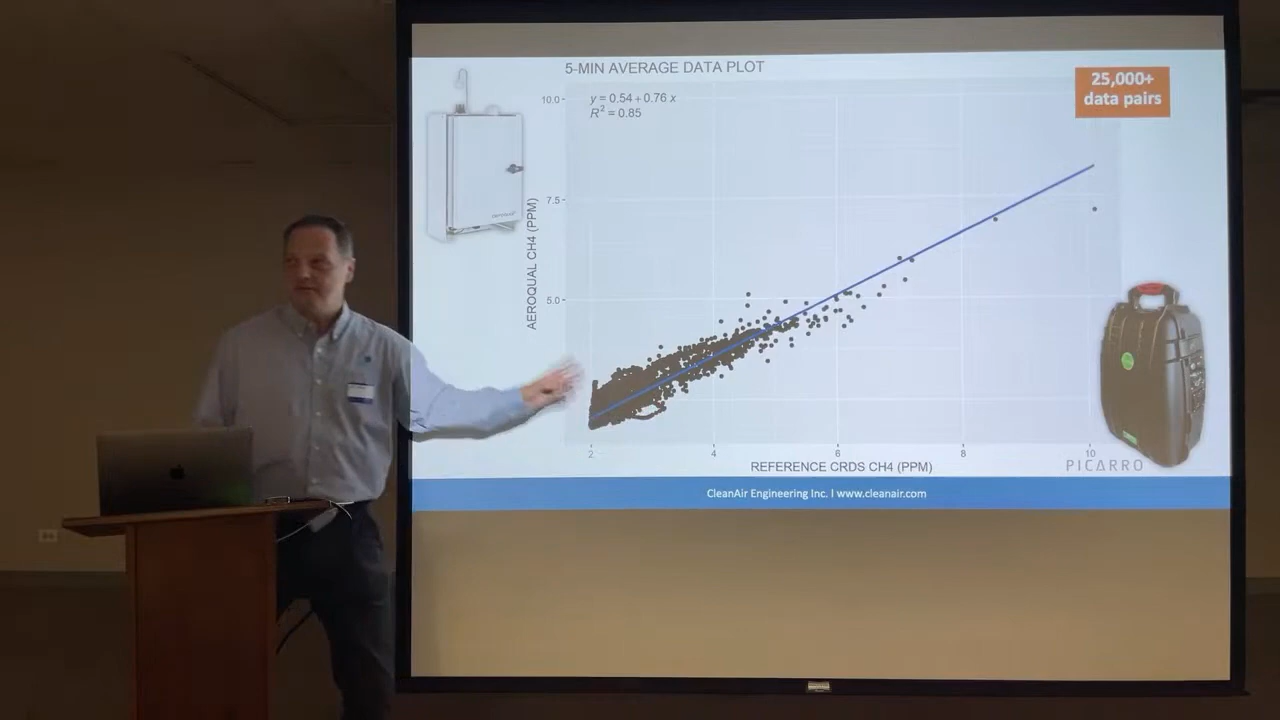 5-MIN AVERAGE DATA PLOT
25,000+
data pairs
y = 0.54 + 0.76 x
R² = 0.85
10.0
7.5
5.0
AEROQUAL CH4 (PPM)
2
4
6
8
10
REFERENCE CRDS CH4 (PPM)
PICARRO
CleanAir Engineering Inc. I www.cleanair.com